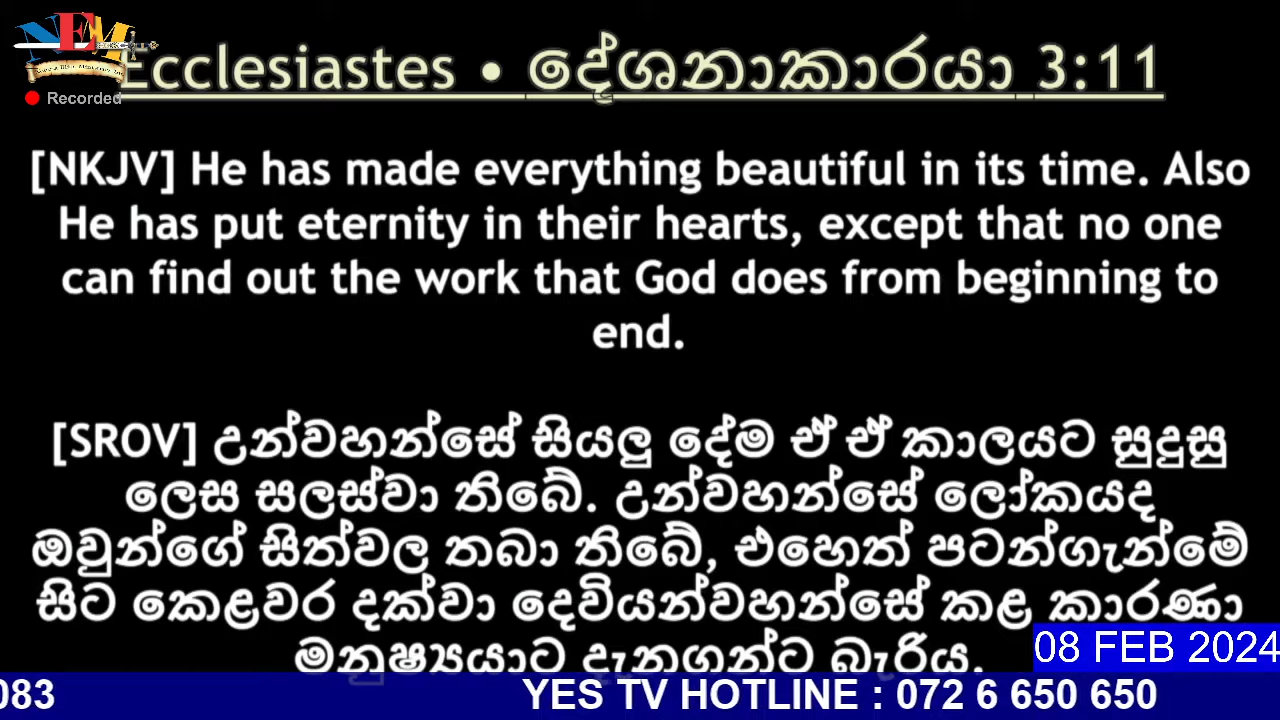 NEM
Recorded
Ecclesiastes • දේශනාකාරයා 3:11
[NKJV] He has made everything beautiful in its time. Also
He has put eternity in their hearts, except that no one
can find out the work that God does from beginning to
end.
[SROV] උන්වහන්සේ සියලු දේම ඒ ඒ කාලයට සුදුසු
ලෙස සලස්වා තිබේ. උන්වහන්සේ ලෝකයද
ඔවුන්ගේ සිත්වල තබා තිබේ, එහෙත් පටන්ගැන්මේ
සිට කෙළවර දක්වා දෙවියන්වහන්සේ කළ කාරණා
මනුෂ්‍යයාට දැනගන්ට බැරිය.
08 FEB 2024
083 YES TV HOTLINE : 072 6 650 650